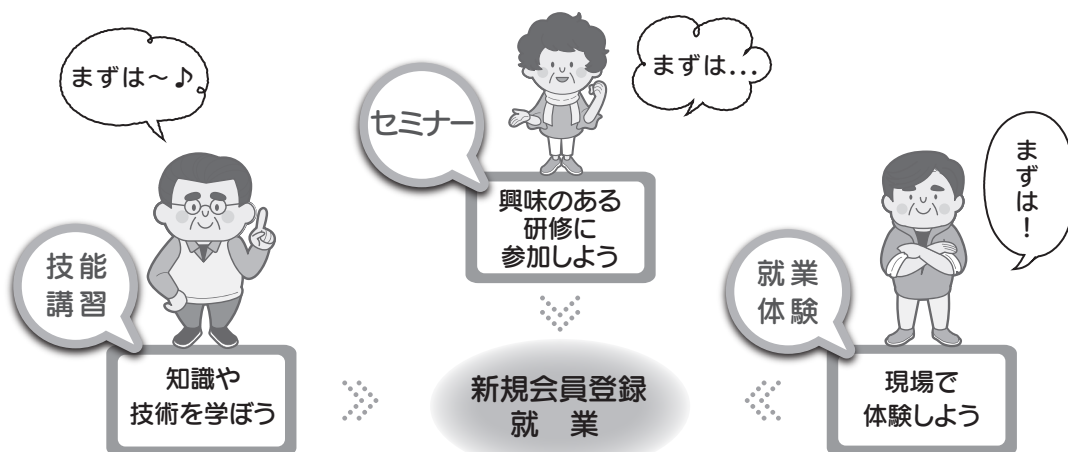 まずは～♪
技能
講習
知識や
技術を学ぼう
まずは...
セミナー
興味のある
研修に
参加しよう
まずは！
就業
体験
現場で
体験しよう
新規会員登録
就　業